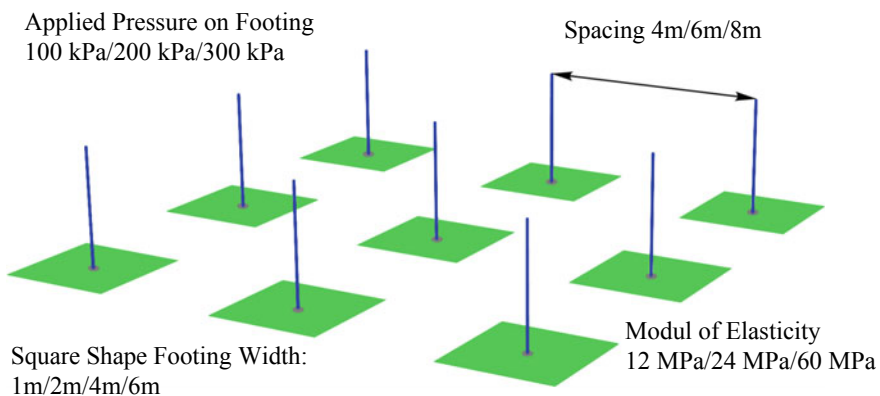 Applied Pressure on Footing
100 kPa/200 kPa/300 kPa
Spacing 4m/6m/8m
Square Shape Footing Width:
1m/2m/4m/6m
Modul of Elasticity
12 MPa/24 MPa/60 MPa